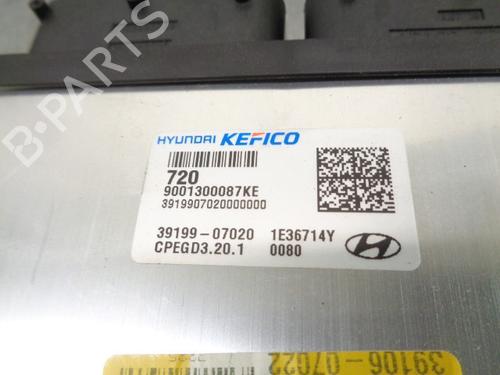 HYUNDAI KEFICO
720
9001300087KE
3919907020000000
39199-07020 1E36714Y
CPEGD3.20.1 0080
39106-07022
B-PARTS